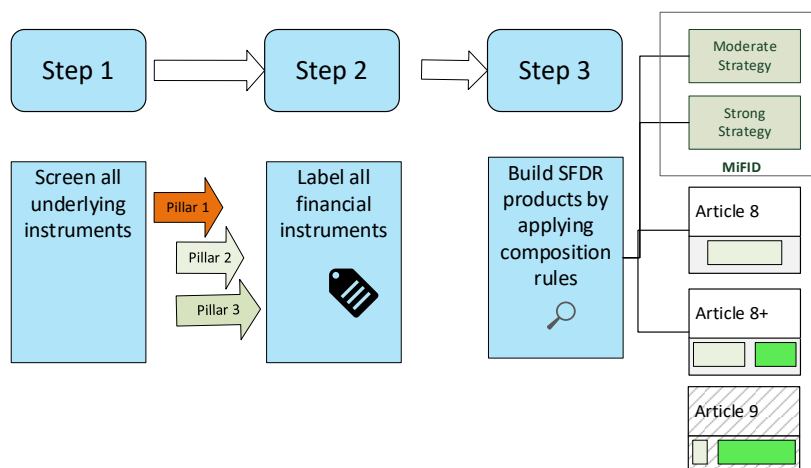 Step 1
Step 2
Step 3
Screen all
underlying
instruments
Pillar 1
Pillar 2
Pillar 3
Label all
financial
instruments
Build SFDR
products by
applying
composition
rules
Moderate
Strategy
Strong
Strategy
MiFID
Article 8
Article 8+
Article 9